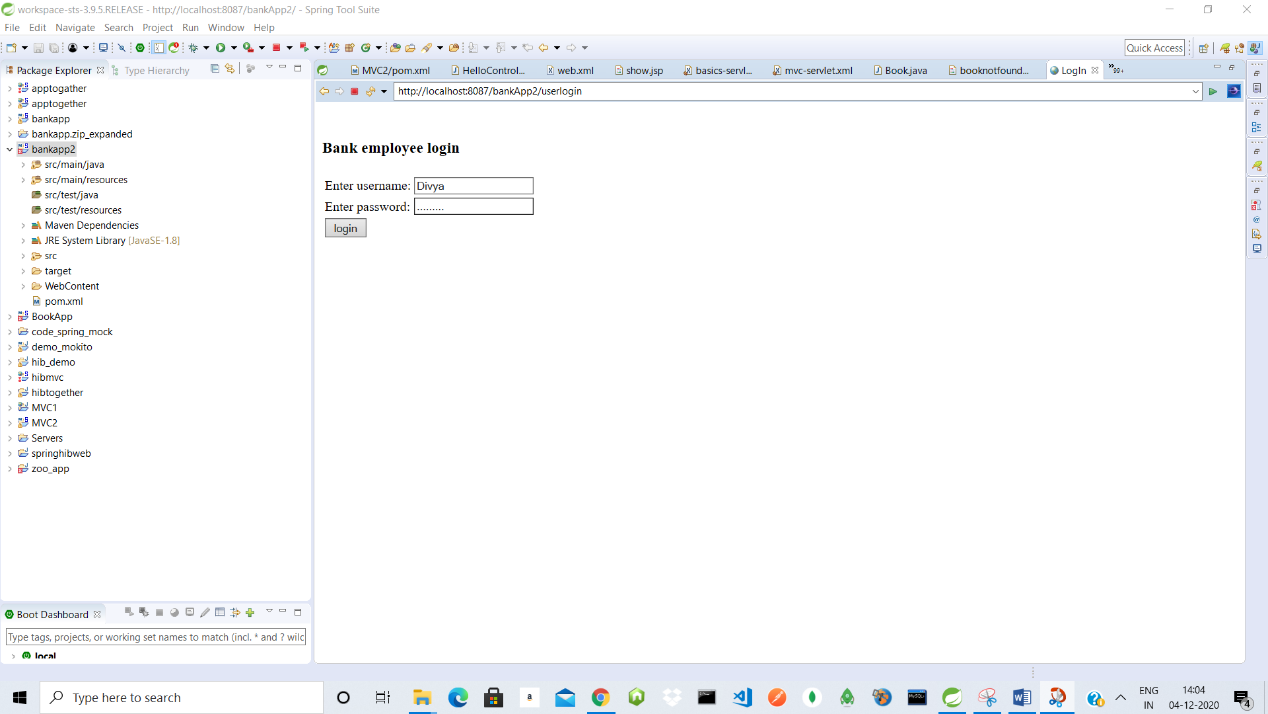 workspace-sts-3.9.5.RELEASE - http://localhost:8087/bankApp2/ - Spring Tool Suite
File Edit Navigate Search Project Run Window Help
Quick Access
Package Explorer
Type Hierarchy
MVC2/pom.xml
HelloControl...
web.xml
show.jsp
basics-servl...
mvc-servlet.xml
Book.java
booknotfound...
LogIn
»99+
http://localhost:8087/bankApp2/userlogin
apptogather
apptogether
bankapp
bankapp.zip_expanded
bankapp2
src/main/java
src/main/resources
src/test/java
src/test/resources
Maven Dependencies
JRE System Library [JavaSE-1.8]
src
target
WebContent
pom.xml
BookApp
code_spring_mock
demo_mokito
hib_demo
hibmvc
hibtogether
MVC1
MVC2
Servers
springhibweb
zoo_app
Bank employee login
Enter username: Divya
Enter password: .........
login
Boot Dashboard
Type tags, projects, or working set names to match (incl. * and ? wilc
local
Type here to search
ENG
IN
14:04
04-12-2020
4